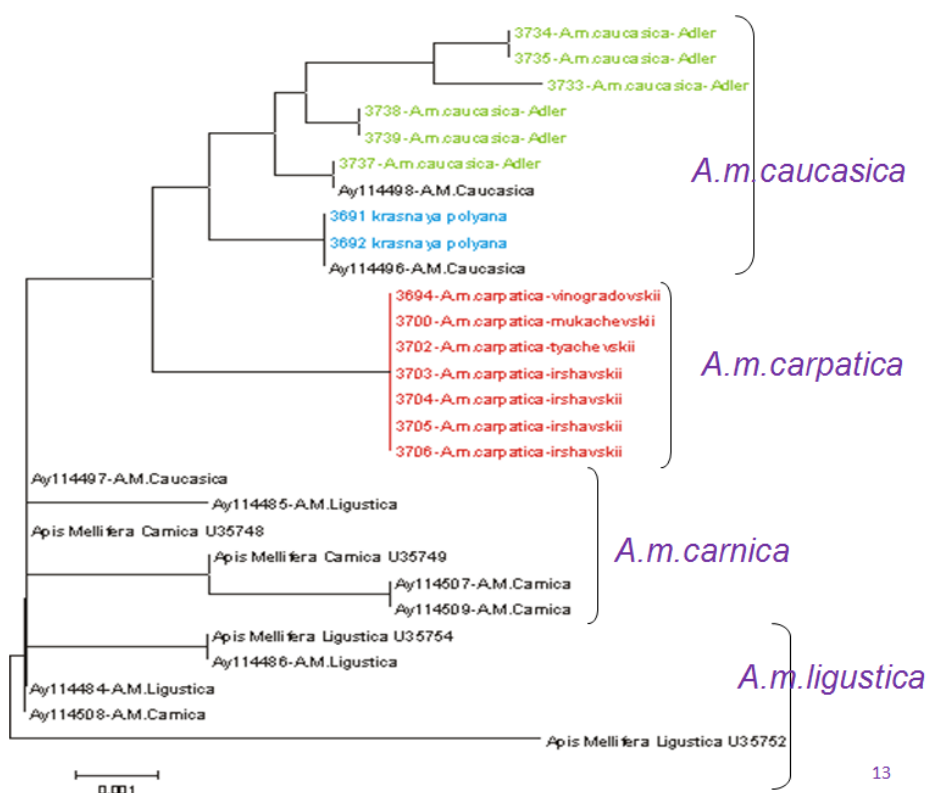 3734-A.m.caucasica-Adler
3735-A.m.caucasica- Adler
3733-A.m.caucasica- Adler
3738-A.m.caucasica-Adler
3739-A.m.caucasica-Adler
3737-A.m.caucasica-Adler
Ay114498-A.M.Caucasica
3691 krasnaya polyana
3692 krasnaya polyana
Ay114496-A.M.Caucasica
A.m.caucasica
3694-A.m.carpatica-vinogradovskii
3700-A.m.carpatica-mukachevskii
3702-A.m.carpatica-tyachevskii
3703-A.m.carpatica-irshavskii
3704-A.m.carpatica-irshavskii
3705-A.m.carpatica-irshavskii
3706-A.m.carpatica-irshavskii
A.m.carpatica
Ay114497-A.M.Caucasica
Ay114485-A.M.Ligustica
Apis Mellifera Carnica U35748
Apis Mellifera Carnica U35749
Ay114507-A.M.Carnica
Ay114509-A.M.Carnica
A.m.carnica
Apis Mellifera Ligustica U35754
Ay114486-A.M.Ligustica
Ay114484-A.M.Ligustica
Ay114508-A.M.Carnica
Apis Mellifera Ligustica U35752
A.m.ligustica
0.001
13